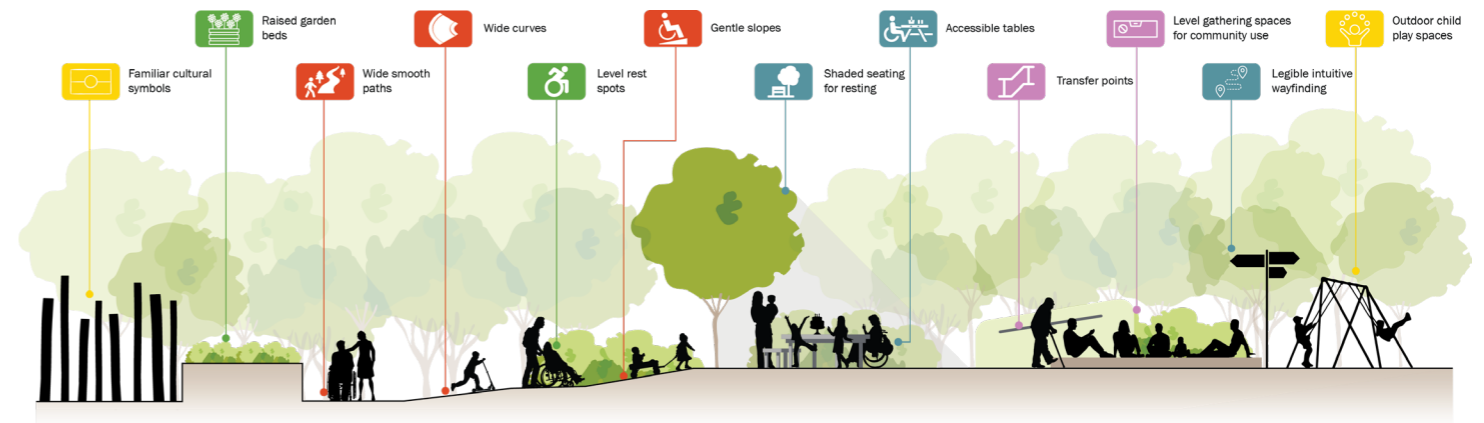 Raised garden
beds
Wide curves
Gentle slopes
Accessible tables
Level gathering spaces
for community use
Outdoor child
play spaces
Familiar cultural
symbols
Wide smooth
paths
Level rest
spots
Shaded seating
for resting
Transfer points
Legible intuitive
wayfinding